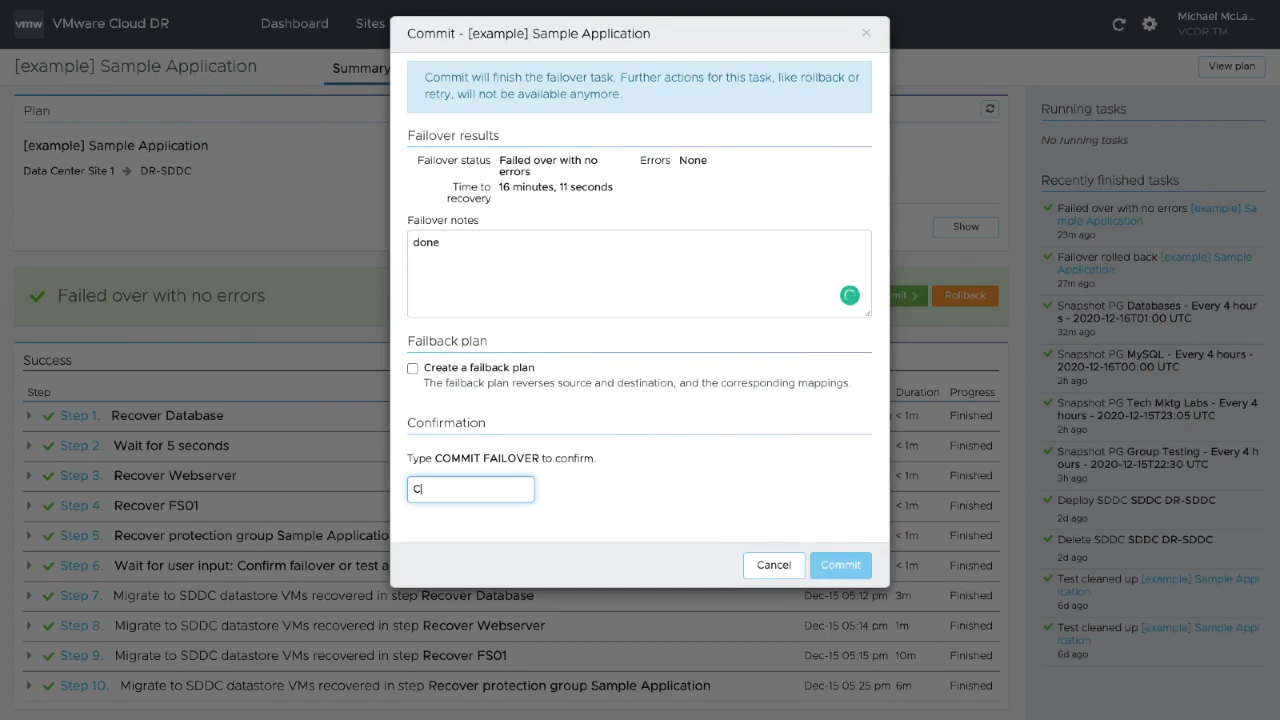 vmw VMware Cloud DR Dashboard Sites
Michael McLa...
VCDR TM
[example] Sample Application Summary View plan
Commit - [example] Sample Application
Commit will finish the failover task. Further actions for this task, like rollback or
retry, will not be available anymore.
Failover results
Failover status Failed over with no
errors
Errors None
Time to
recovery
16 minutes, 11 seconds
Failover notes
done
Failback plan
Create a failback plan
The failback plan reverses source and destination, and the corresponding mappings.
Confirmation
Type COMMIT FAILOVER to confirm.
C
Cancel Commit
Plan
[example] Sample Application
Data Center Site 1 → DR-SDDC
Show
Failed over with no errors
Rollback
Success
Step Duration Progress
Step 1. Recover Database < 1m Finished
Step 2. Wait for 5 seconds < 1m Finished
Step 3. Recover Webserver < 1m Finished
Step 4. Recover FS01 < 1m Finished
Step 5. Recover protection group Sample Application < 1m Finished
Step 6. Wait for user input: Confirm failover or test a < 1m Finished
Step 7. Migrate to SDDC datastore VMs recovered in step Recover Database Dec-15 05:12 pm 3m Finished
Step 8. Migrate to SDDC datastore VMs recovered in step Recover Webserver Dec-15 05:14 pm 1m Finished
Step 9. Migrate to SDDC datastore VMs recovered in step Recover FS01 Dec-15 05:15 pm 10m Finished
Step 10. Migrate to SDDC datastore VMs recovered in step Recover protection group Sample Application Dec-15 05:25 pm 6m Finished
Running tasks
No running tasks
Recently finished tasks
Failed over with no errors [example] Sa
mple Application
23m ago
Failover rolled back [example] Sample
Application
27m ago
Snapshot PG Databases - Every 4 hour
s - 2020-12-16T01:00 UTC
32m ago
Snapshot PG MySQL - Every 4 hours -
2020-12-16T00:00 UTC
2h ago
Snapshot PG Tech Mktg Labs - Every 4
hours - 2020-12-15T23:05 UTC
2h ago
Snapshot PG Group Testing - Every 4 h
ours - 2020-12-15T22:30 UTC
3h ago
Deploy SDDC SDDC DR-SDDC
2d ago
Delete SDDC SDDC DR-SDDC
2d ago
Test cleaned up [example] Sample Appl
ication
6d ago
Test cleaned up [example] Sample Appl
ication
6d ago